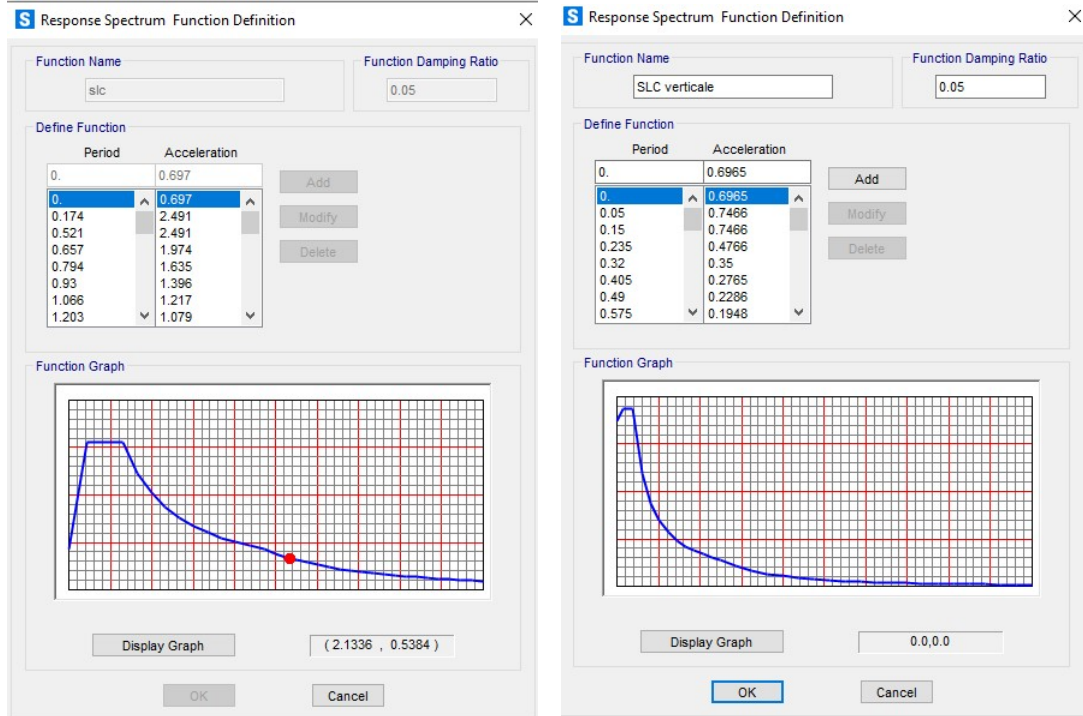 S Response Spectrum Function Definition
Function Name
slc
Function Damping Ratio
0.05
Define Function
Period Acceleration
0. 0.697
0. 0.697
0.174 2.491
0.521 2.491
0.657 1.974
0.794 1.635
0.93 1.396
1.066 1.217
1.203 1.079
Add
Modify
Delete
Function Graph
Display Graph
( 2.1336 , 0.5384 )
OK
Cancel
S Response Spectrum Function Definition
Function Name
SLC verticale
Function Damping Ratio
0.05
Define Function
Period Acceleration
0. 0.6965
0. 0.6965
0.05 0.7466
0.15 0.7466
0.235 0.4766
0.32 0.35
0.405 0.2765
0.49 0.2286
0.575 0.1948
Add
Modify
Delete
Function Graph
Display Graph
0.0,0.0
OK
Cancel